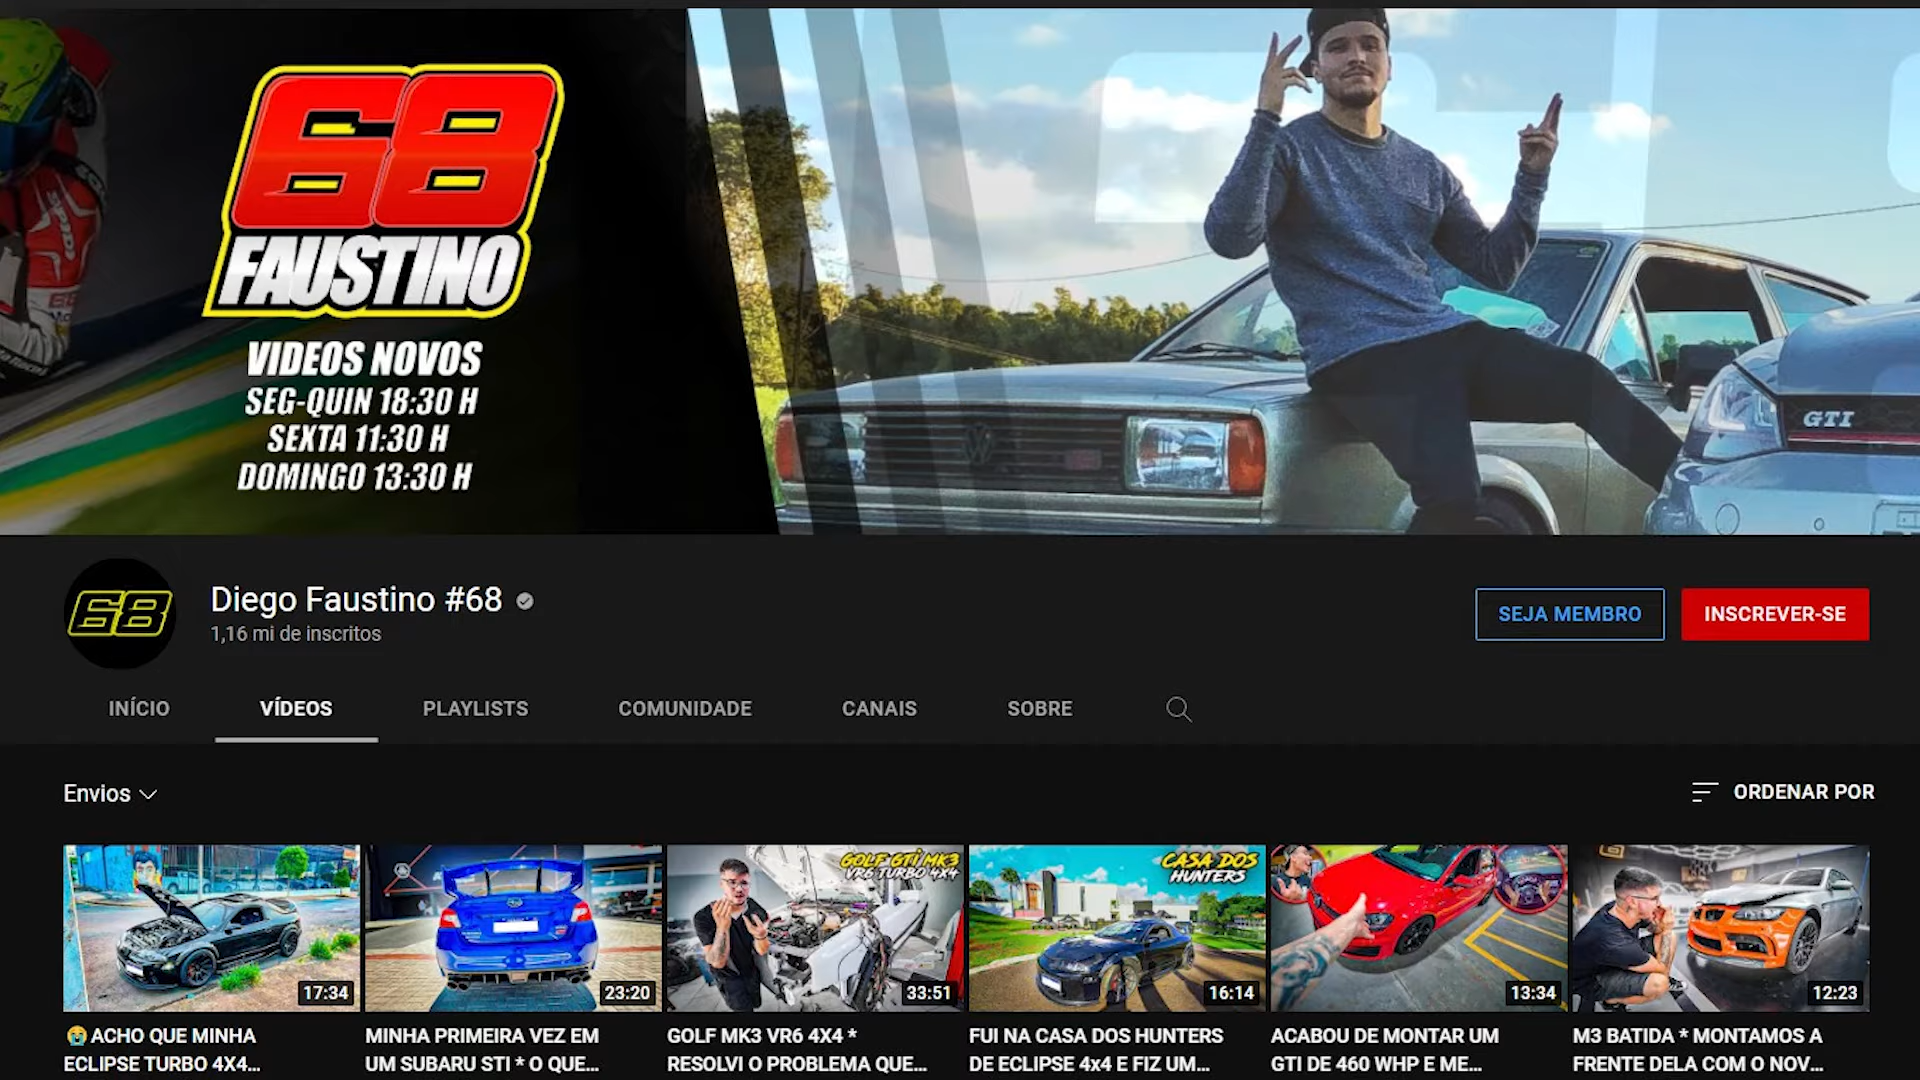 68
FAUSTINO
VIDEOS NOVOS
SEG-QUIN 18:30 H
SEXTA 11:30 H
DOMINGO 13:30 H
GTI
68
Diego Faustino #68
1,16 mi de inscritos
SEJA MEMBRO
INSCREVER-SE
INÍCIO
VÍDEOS
PLAYLISTS
COMUNIDADE
CANAIS
SOBRE
Envios
ORDENAR POR
17:34
23:20
GOLF GTi MK3
VR6 TURBO 4X4
33:51
CASA DOS
HUNTERS
16:14
13:34
12:23
ACHO QUE MINHA
ECLIPSE TURBO 4X4...
MINHA PRIMEIRA VEZ EM
UM SUBARU STI * O QUE...
GOLF MK3 VR6 4X4 *
RESOLVI O PROBLEMA QUE...
FUI NA CASA DOS HUNTERS
DE ECLIPSE 4x4 E FIZ UM...
ACABOU DE MONTAR UM
GTI DE 460 WHP E ME...
M3 BATIDA * MONTAMOS A
FRENTE DELA COM O NOV...